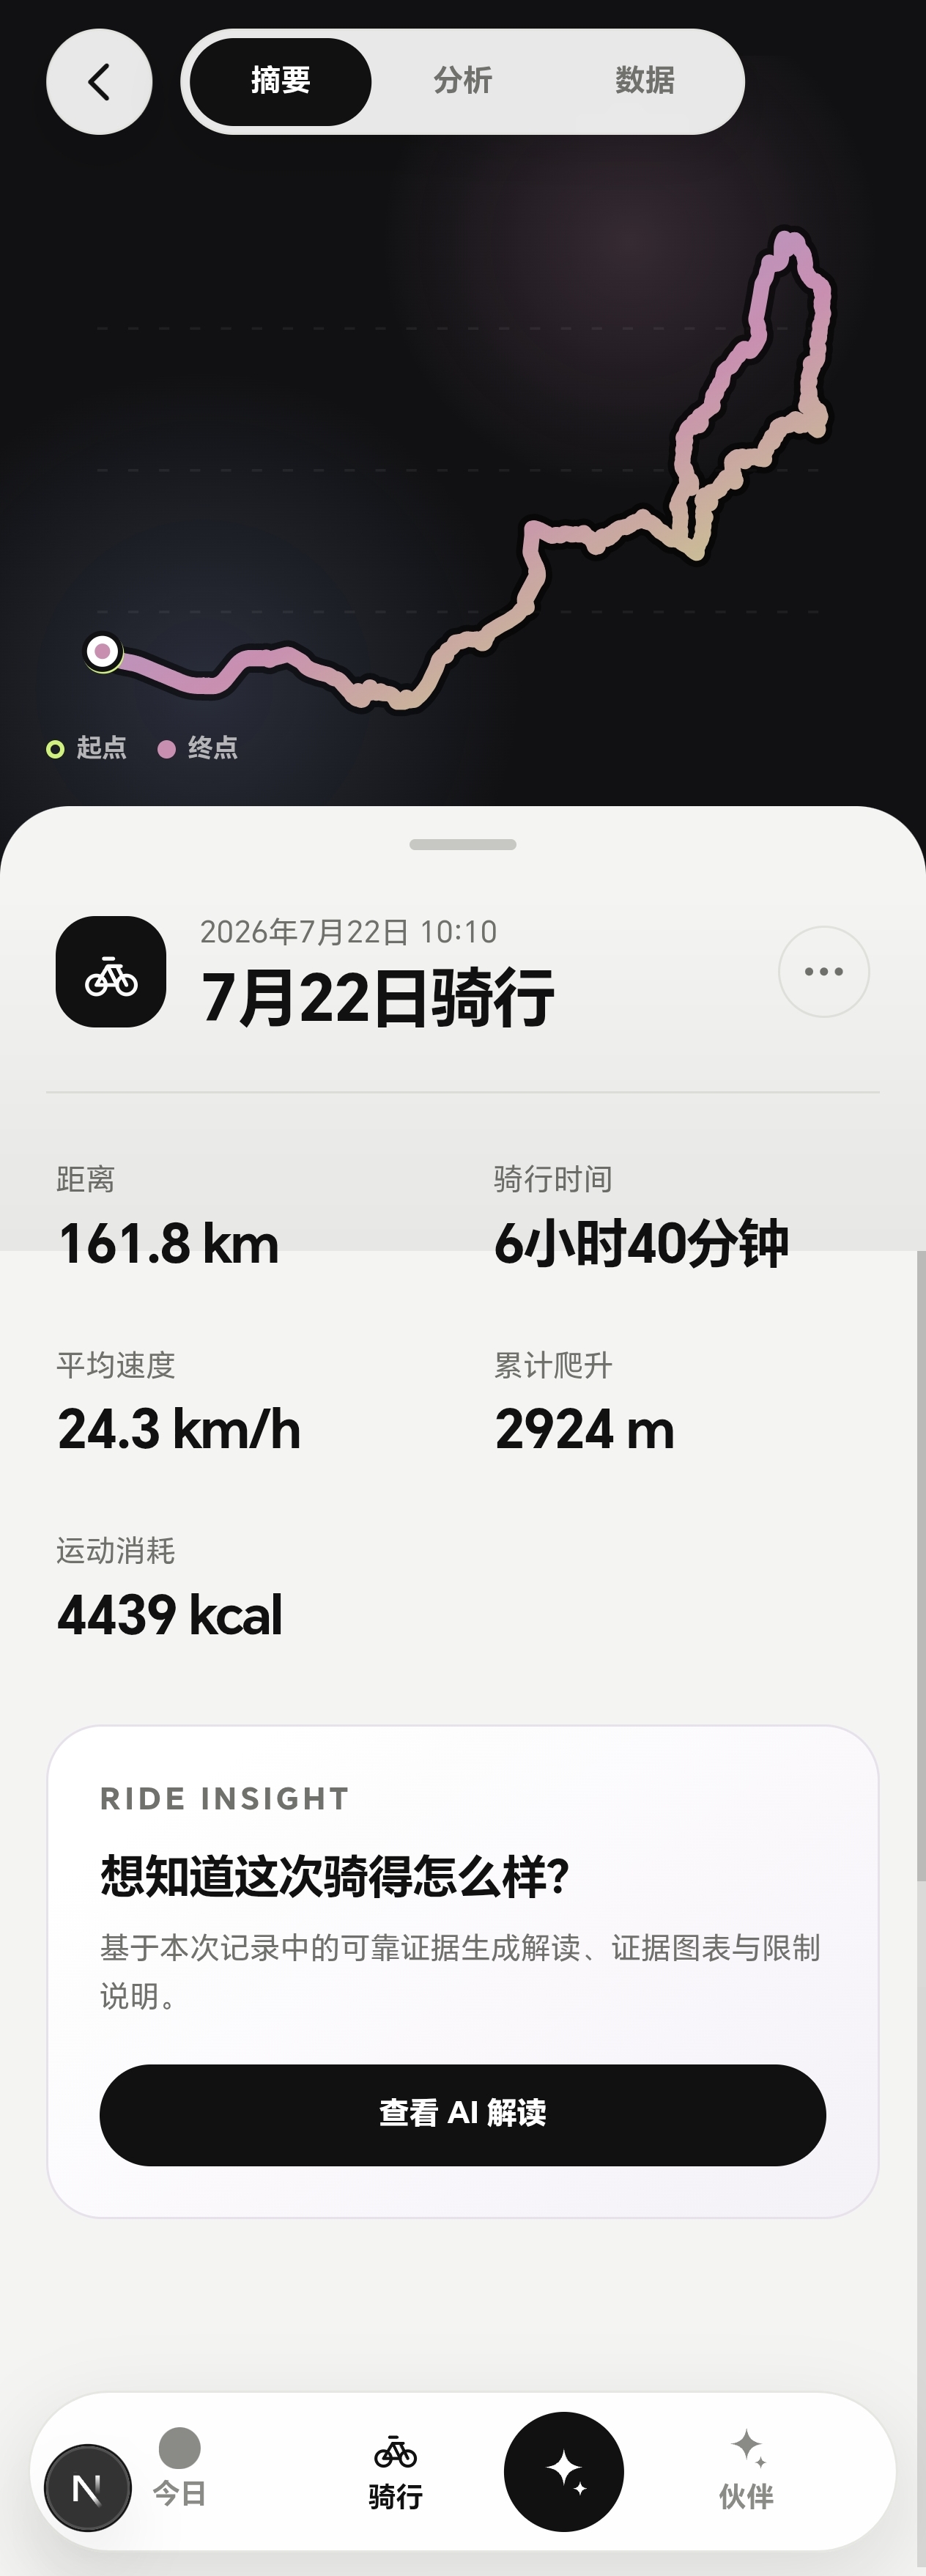 摘要
分析
数据
起点
终点
2026年7月22日 10:10
7月22日骑行
距离
骑行时间
161.8 km
6小时40分钟
平均速度
累计爬升
24.3 km/h
2924 m
运动消耗
4439 kcal
RIDE INSIGHT
想知道这次骑得怎么样?
基于本次记录中的可靠证据生成解读、证据图表与限制
说明。
查看 AI 解读
N
今日
骑行
伙伴